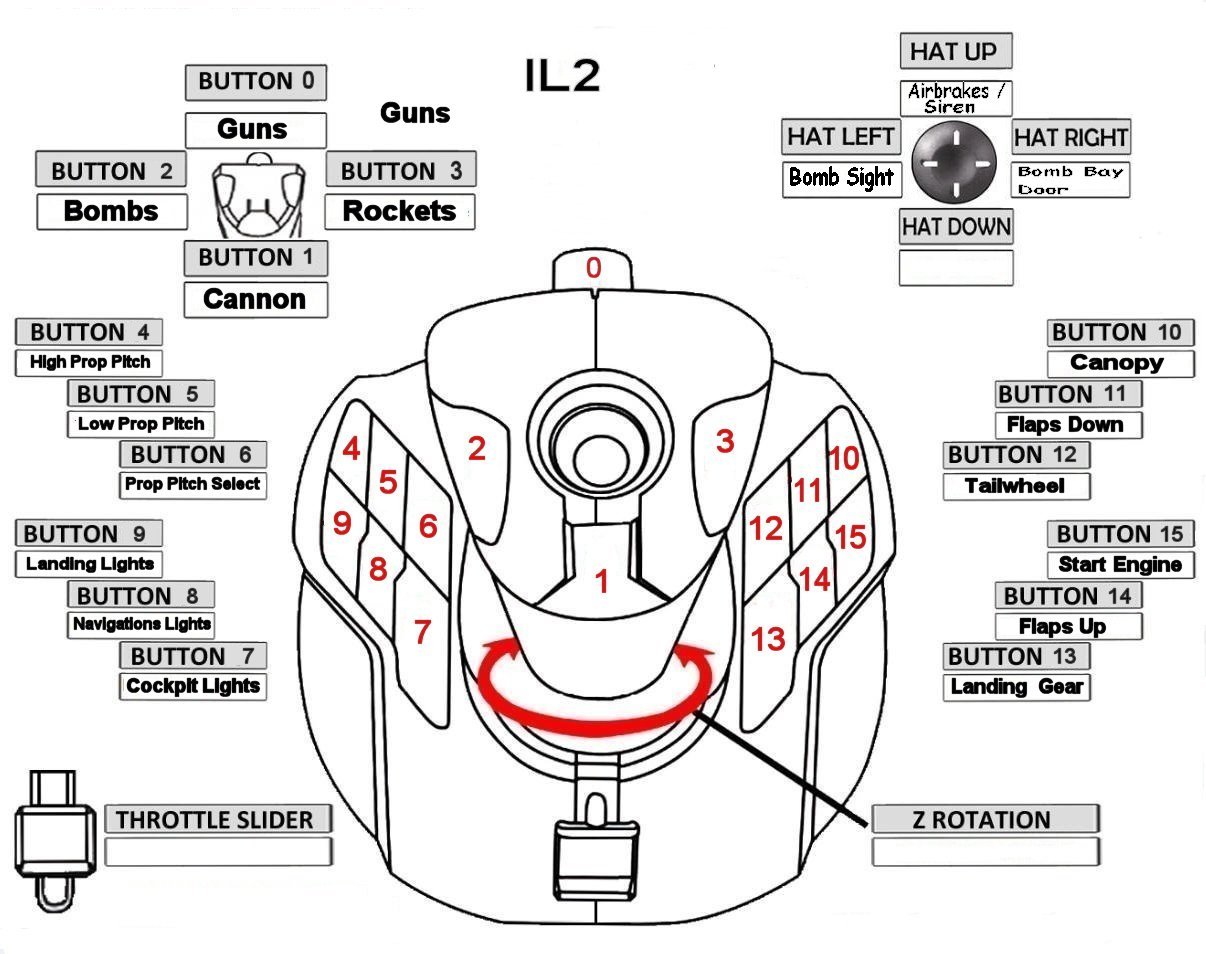 IL2
BUTTON 0
Guns
Guns
BUTTON 2
Bombs
BUTTON 3
Rockets
BUTTON 1
Cannon
HAT UP
Airbrakes /
Siren
HAT LEFT
Bomb Sight
HAT RIGHT
Bomb Bay
Door
HAT DOWN
BUTTON 4
High Prop Pitch
BUTTON 5
Low Prop Pitch
BUTTON 6
Prop Pitch Select
BUTTON 9
Landing Lights
BUTTON 8
Navigations Lights
BUTTON 7
Cockpit Lights
0
2
3
1
4
5
6
9
8
7
10
11
12
15
14
13
BUTTON 10
Canopy
BUTTON 11
Flaps Down
BUTTON 12
Tailwheel
BUTTON 15
Start Engine
BUTTON 14
Flaps Up
BUTTON 13
Landing Gear
THROTTLE SLIDER
Z ROTATION